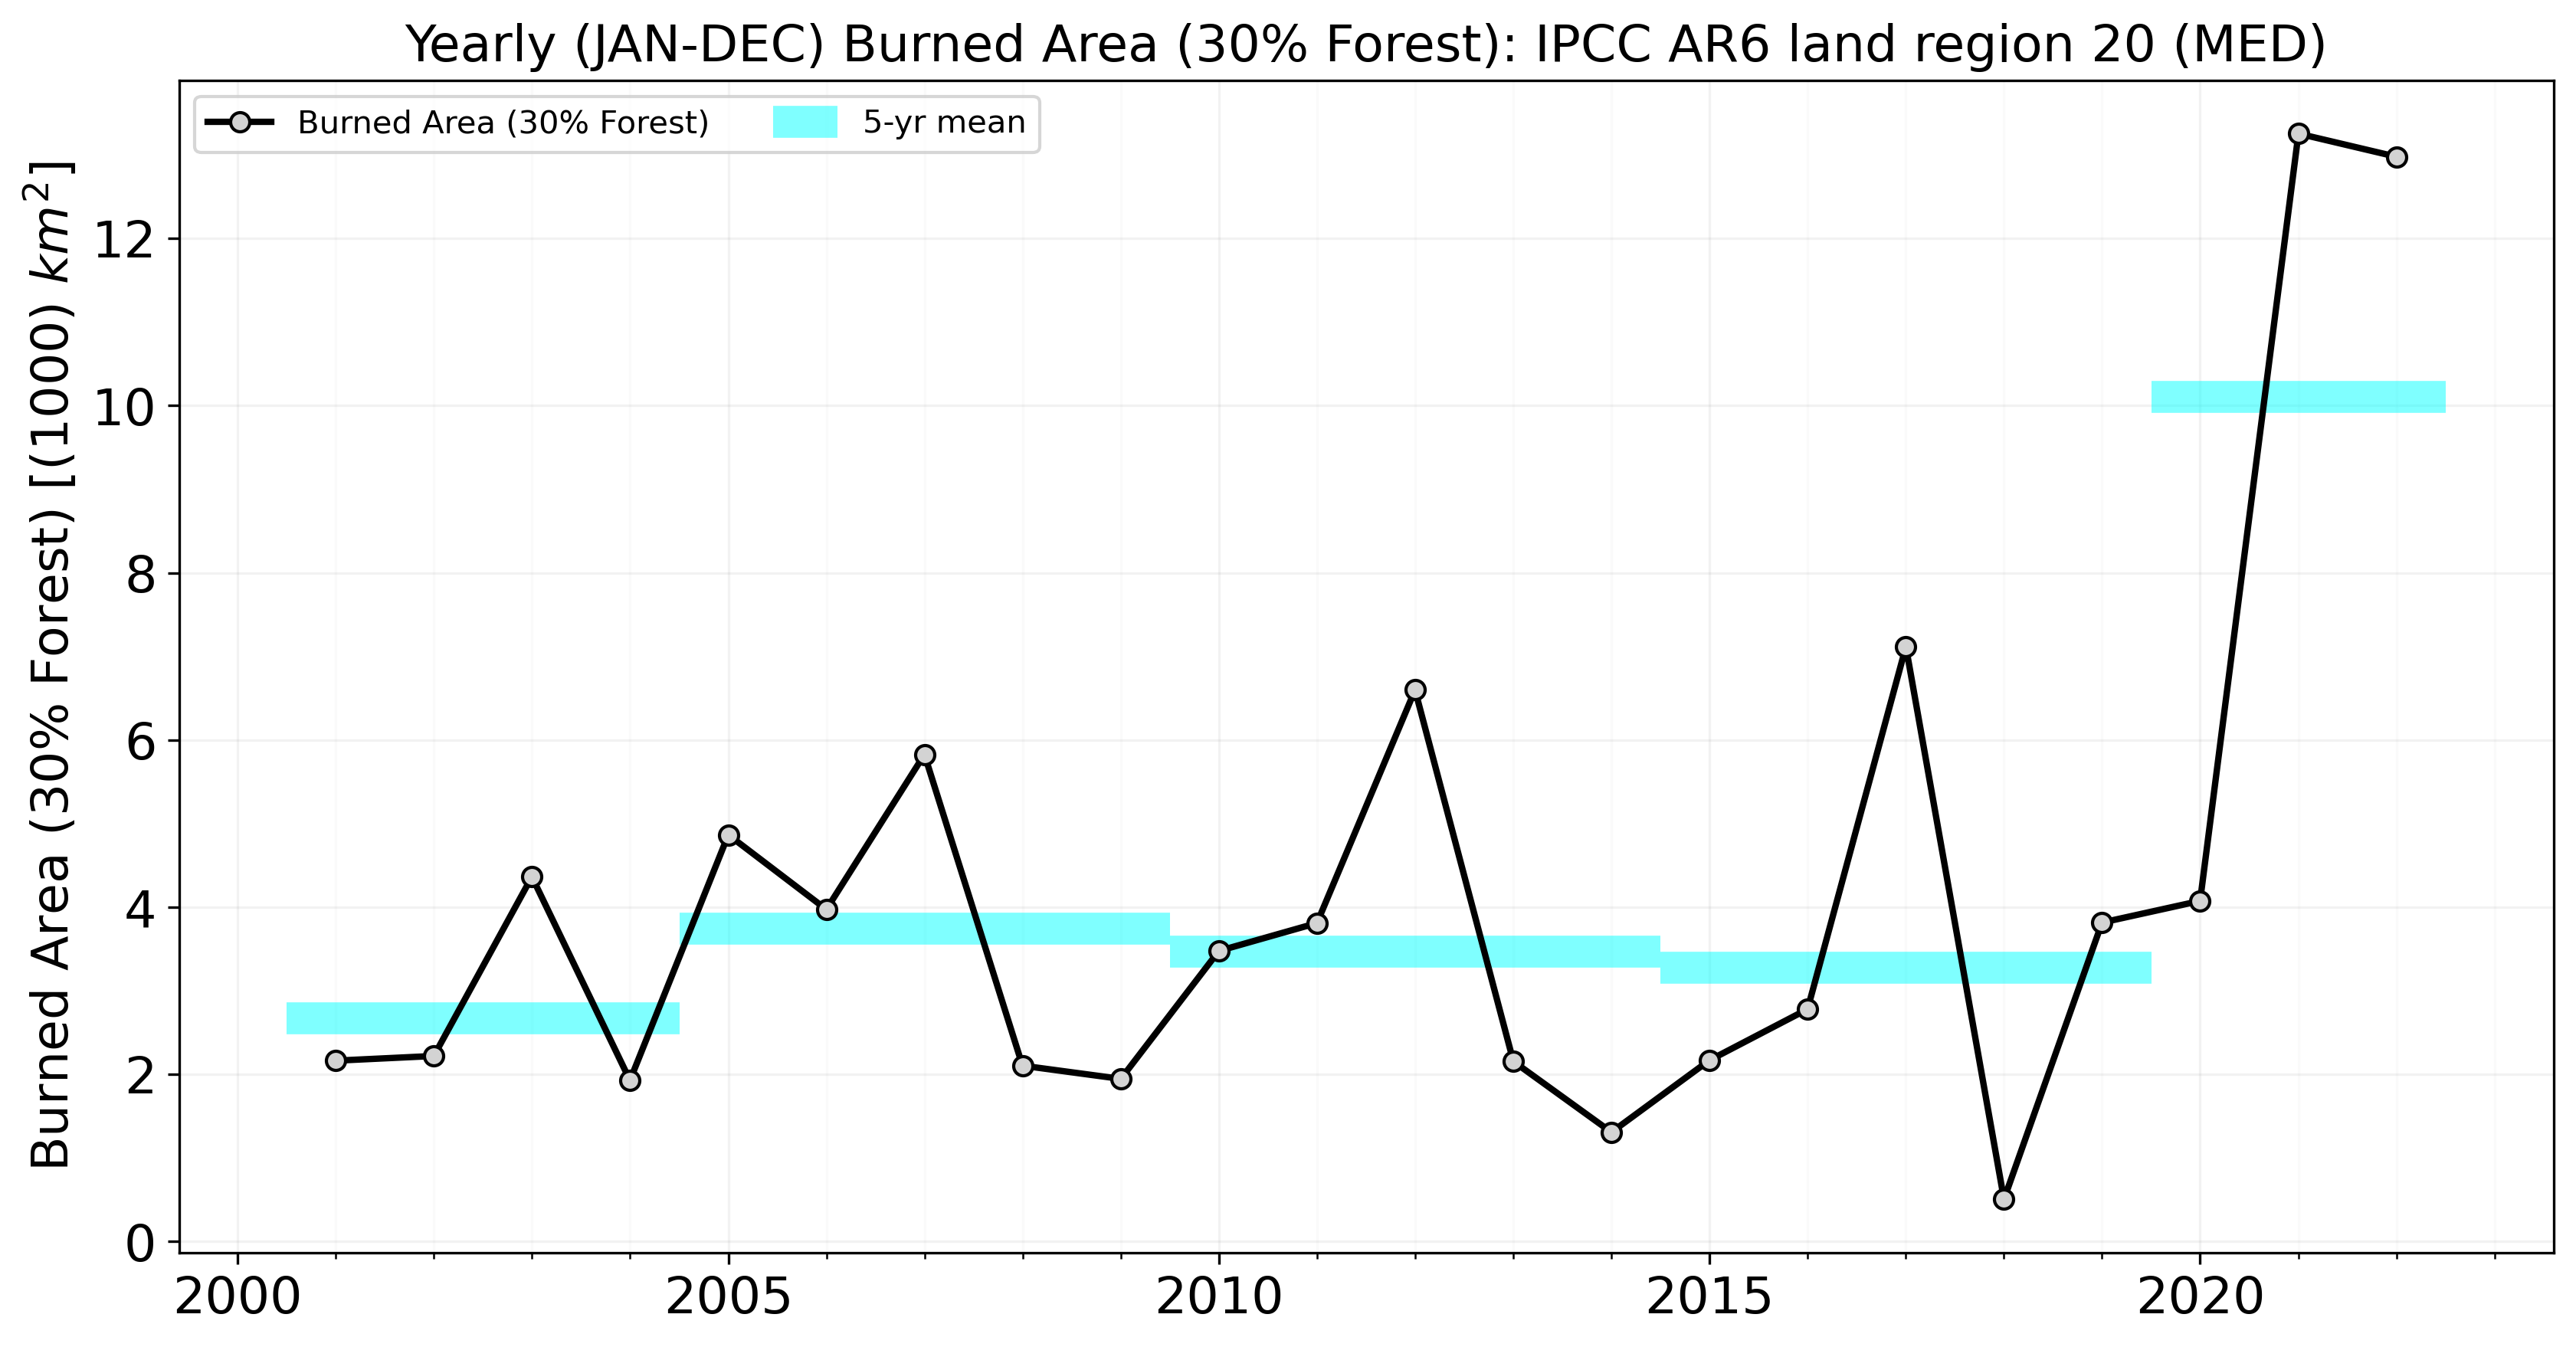 Yearly (JAN-DEC) Burned Area (30% Forest): IPCC AR6 land region 20 (MED)
Burned Area (30% Forest)
5-yr mean
Burned Area (30% Forest) [(1000) km²]
12
10
8
6
4
2
0
2000 2005 2010 2015 2020